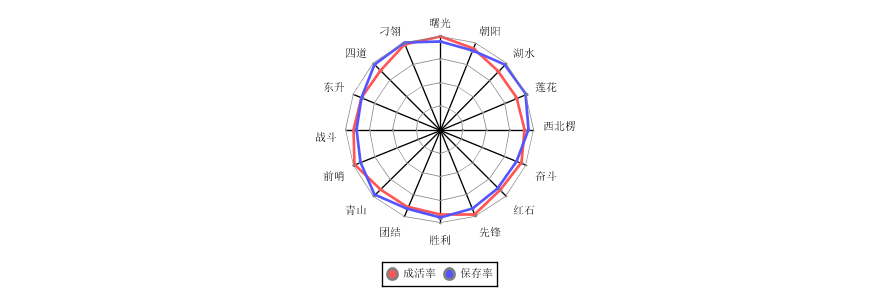 曙光
刁翎 朝阳
四道 湖水
东升 莲花
战斗 西北楞
前哨 奋斗
青山 红石
团结 先锋
胜利
成活率 保存率